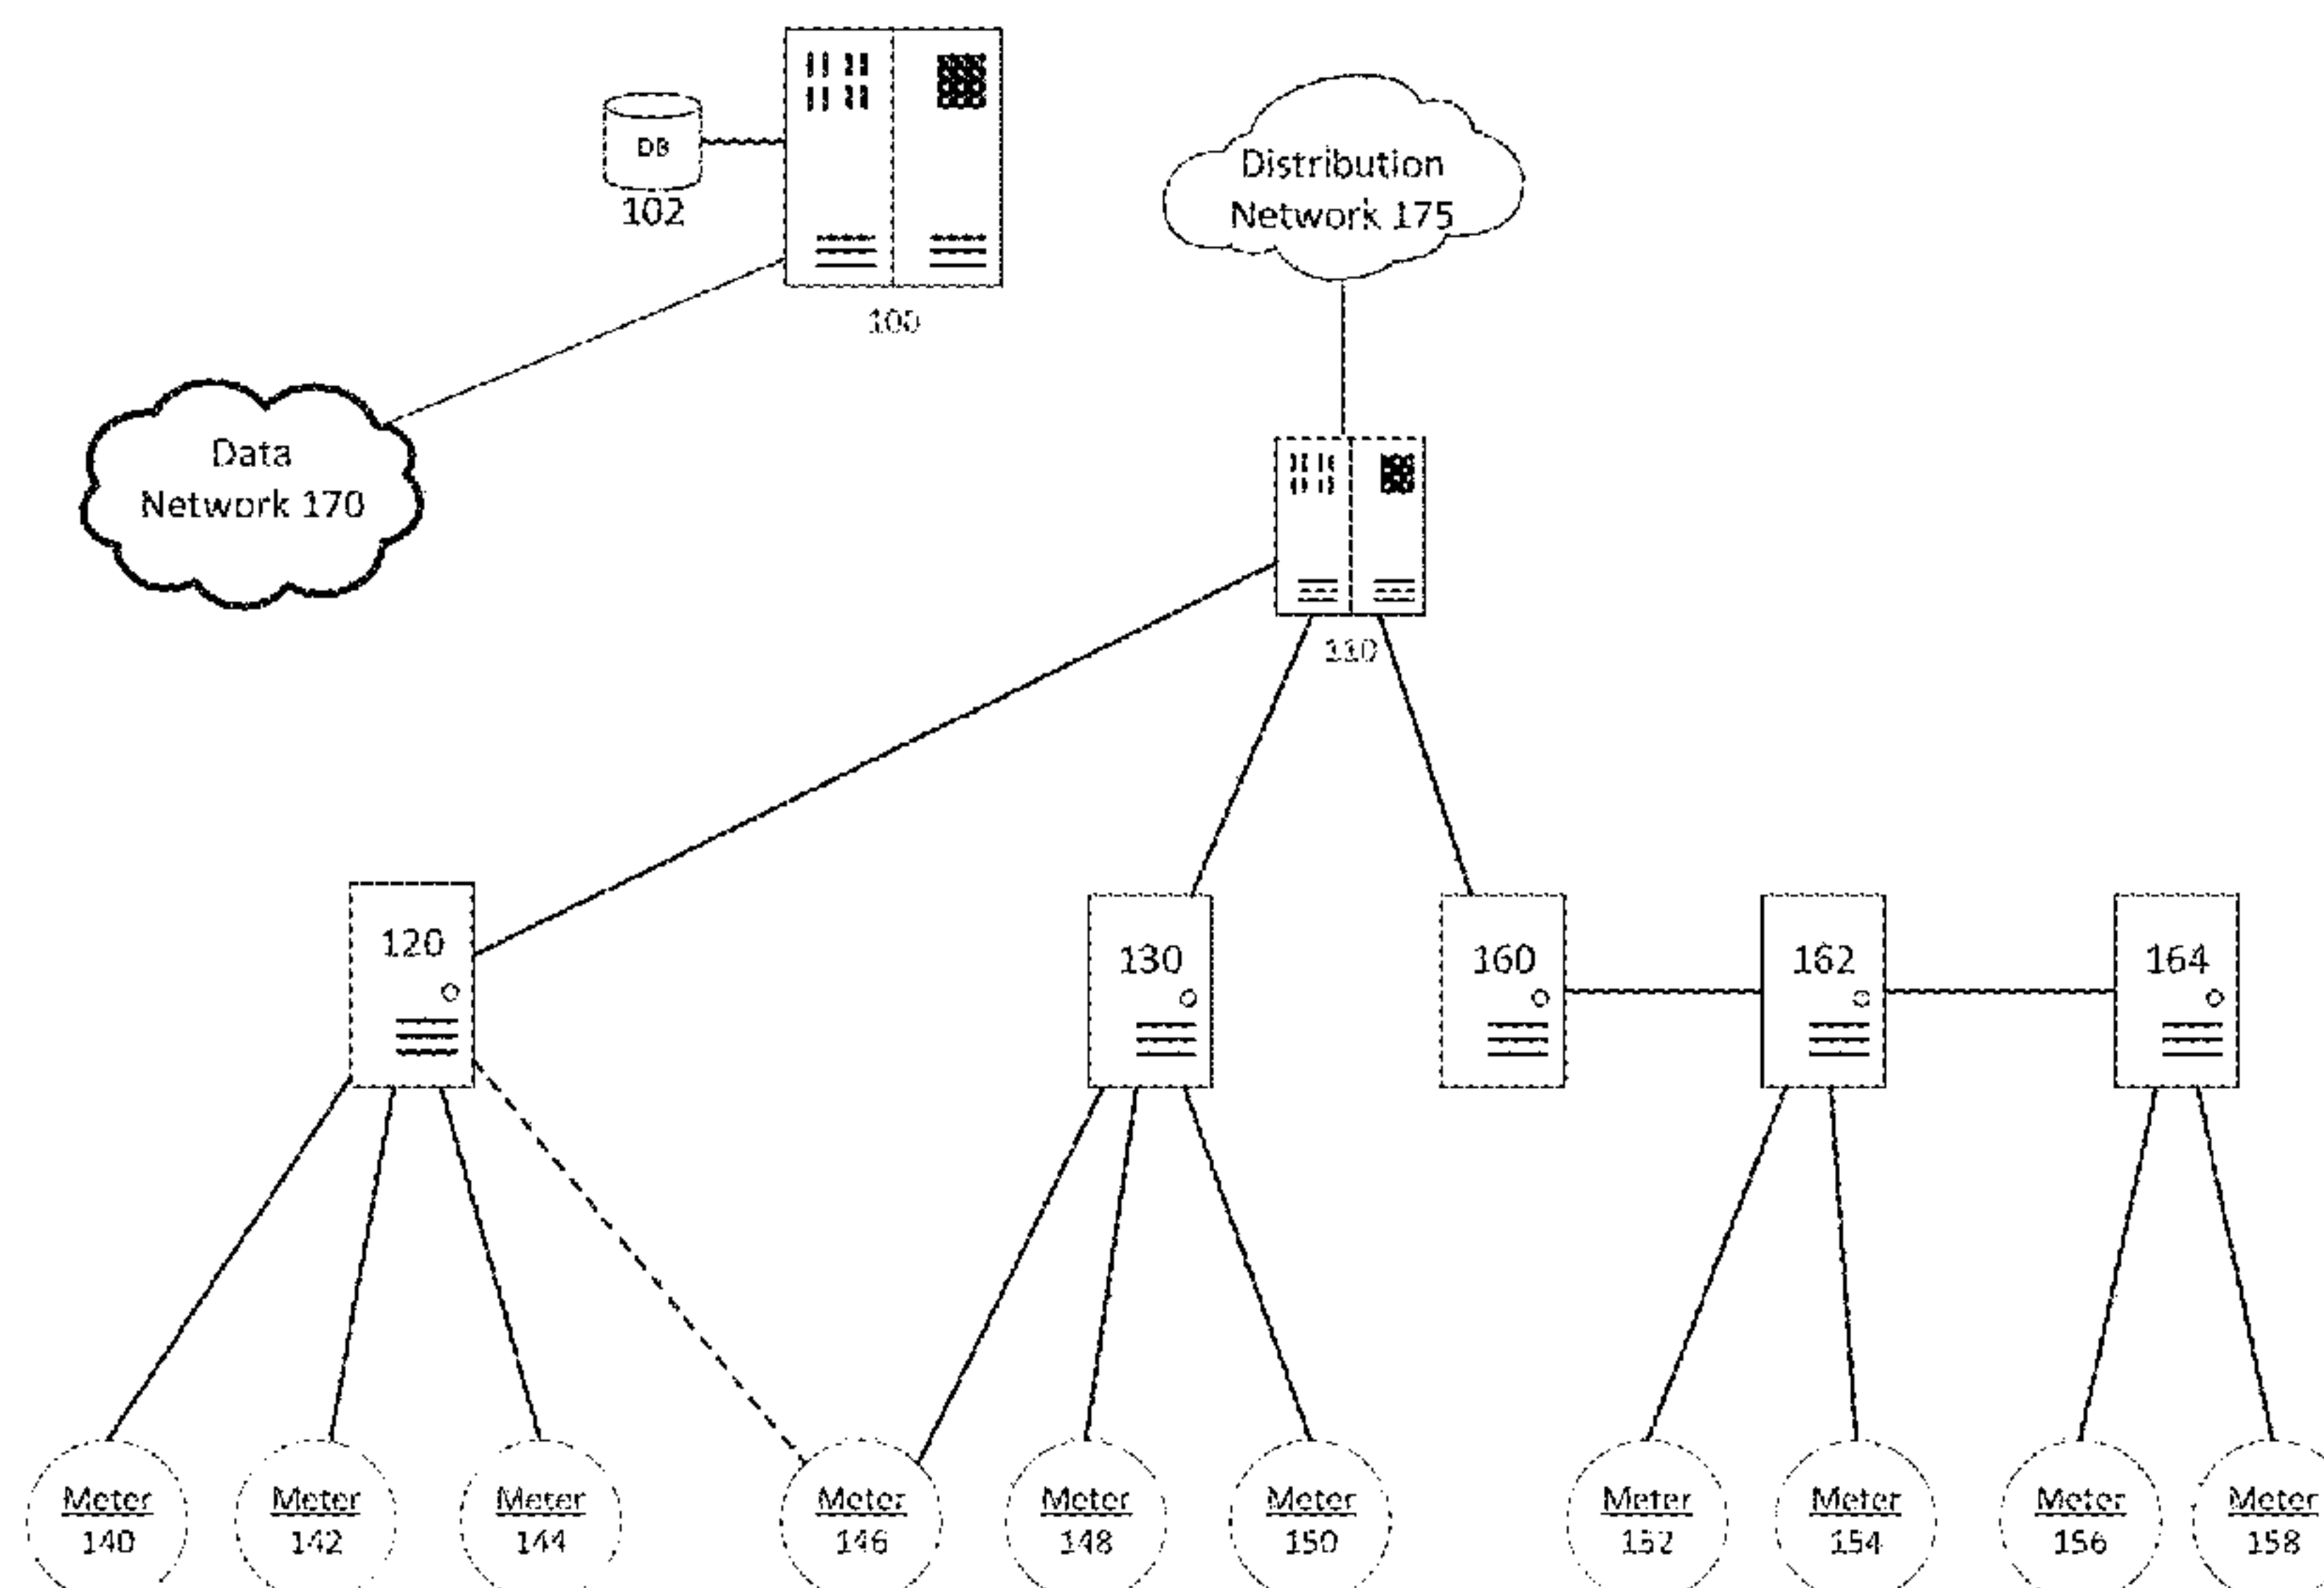 DB
102
100
Distribution
Network 175
Data
Network 170
110
120
130
160
162
164
Meter
140
Meter
142
Meter
144
Meter
146
Meter
148
Meter
150
Meter
152
Meter
154
Meter
156
Meter
158